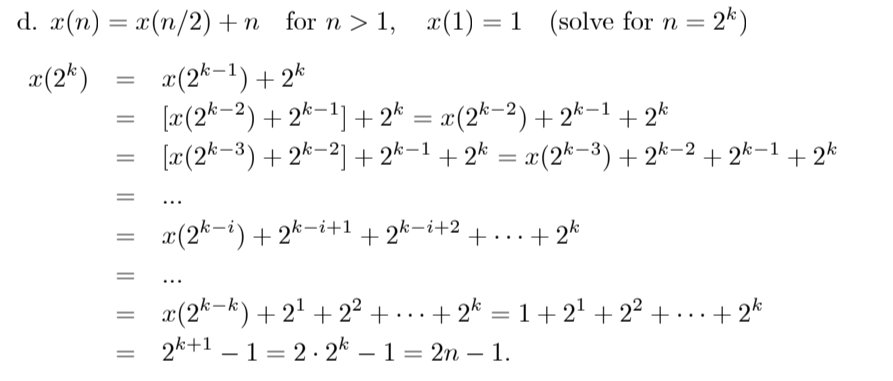 d. x(n) = x(n/2) + n   for n > 1,   x(1) = 1   (solve for n = 2^k)
x(2^k) = x(2^{k−1}) + 2^k
= [x(2^{k−2}) + 2^{k−1}] + 2^k = x(2^{k−2}) + 2^{k−1} + 2^k
= [x(2^{k−3}) + 2^{k−2}] + 2^{k−1} + 2^k = x(2^{k−3}) + 2^{k−2} + 2^{k−1} + 2^k
= ...
= x(2^{k−i}) + 2^{k−i+1} + 2^{k−i+2} + ··· + 2^k
= ...
= x(2^{k−k}) + 2^1 + 2^2 + ··· + 2^k = 1 + 2^1 + 2^2 + ··· + 2^k
= 2^{k+1} − 1 = 2 · 2^k − 1 = 2n − 1.